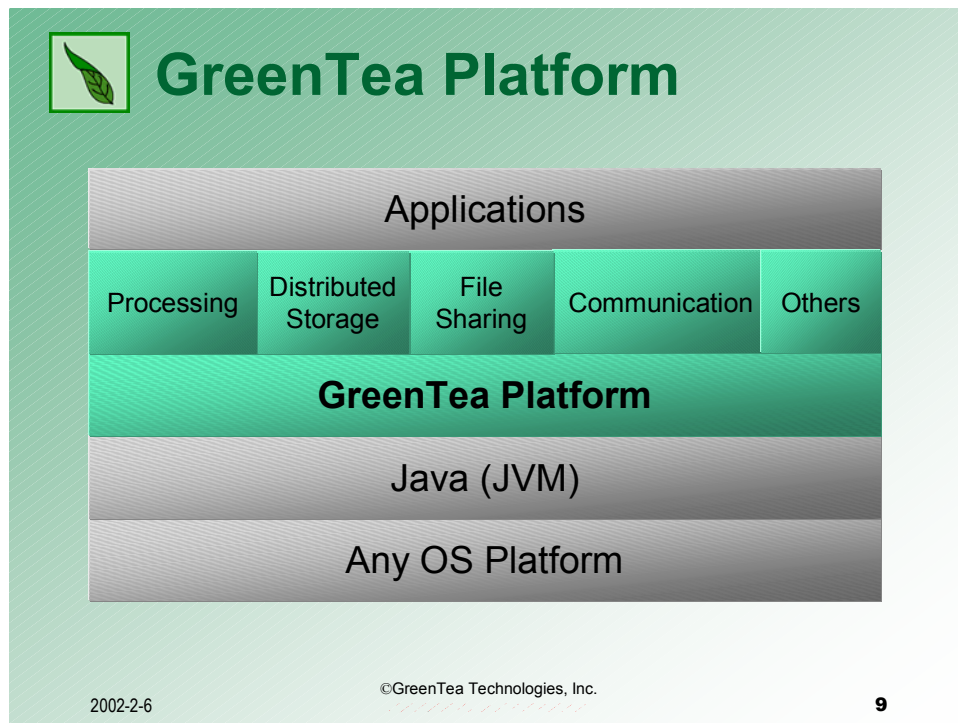 GreenTea Platform
Applications
Processing
Distributed
Storage
File
Sharing
Communication
Others
GreenTea Platform
Java (JVM)
Any OS Platform
2002-2-6
©GreenTea Technologies, Inc.
9